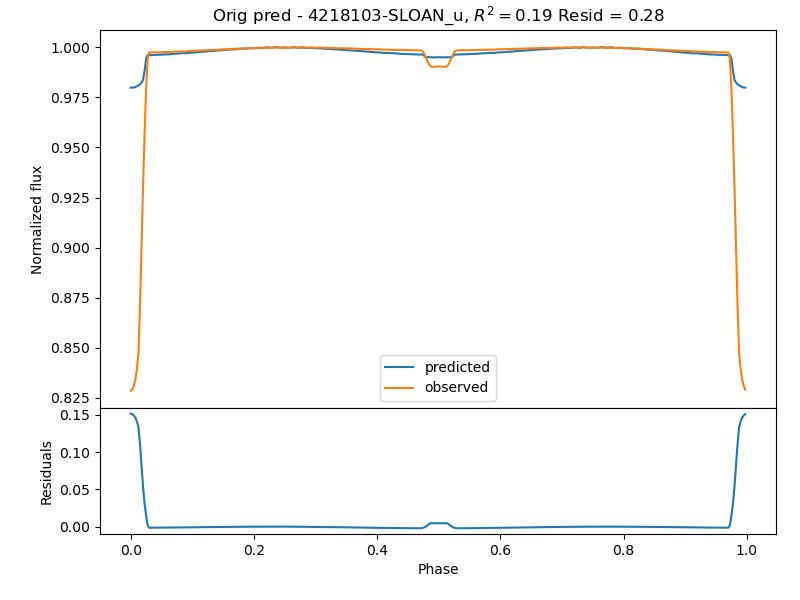 Orig pred - 4218103-SLOAN_u, R² = 0.19 Resid = 0.28
1.000
0.975
0.950
0.925
0.900
0.875
0.850
0.825
Normalized flux
predicted
observed
0.15
0.10
0.05
0.00
Residuals
0.0 0.2 0.4 0.6 0.8 1.0
Phase